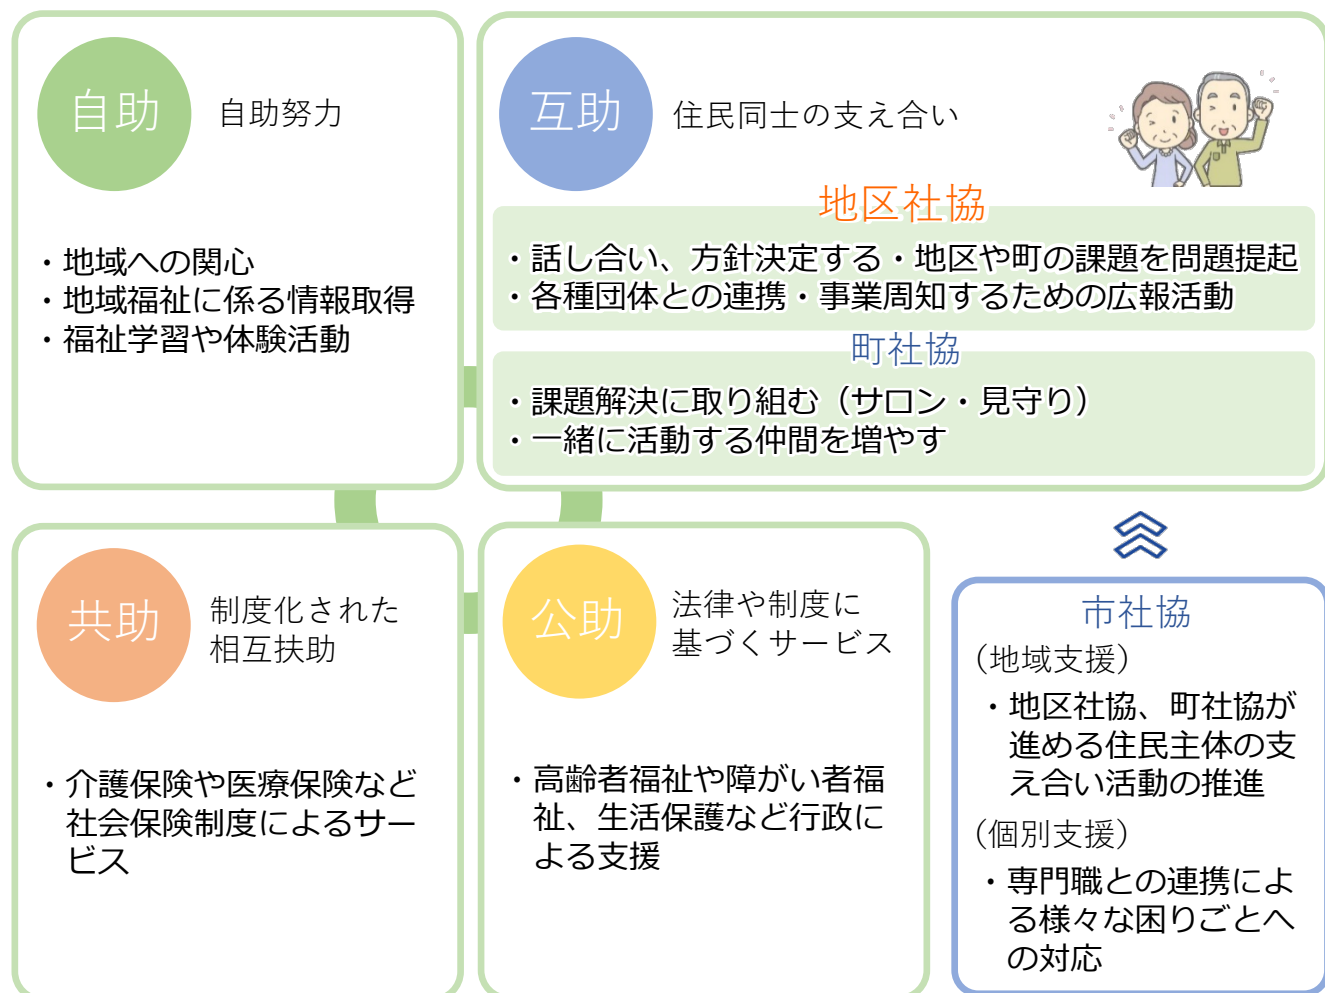 自助
自助努力
・地域への関心
・地域福祉に係る情報取得
・福祉学習や体験活動
互助
住民同士の支え合い
地区社協
・話し合い、方針決定する・地区や町の課題を問題提起
・各種団体との連携・事業周知するための広報活動
町社協
・課題解決に取り組む（サロン・見守り）
・一緒に活動する仲間を増やす
共助
制度化された
相互扶助
・介護保険や医療保険など
社会保険制度によるサー
ビス
公助
法律や制度に
基づくサービス
・高齢者福祉や障がい者福
祉、生活保護など行政に
よる支援
市社協
（地域支援）
・地区社協、町社協が
進める住民主体の支
え合い活動の推進
（個別支援）
・専門職との連携によ
る様々な困りごとへ
の対応